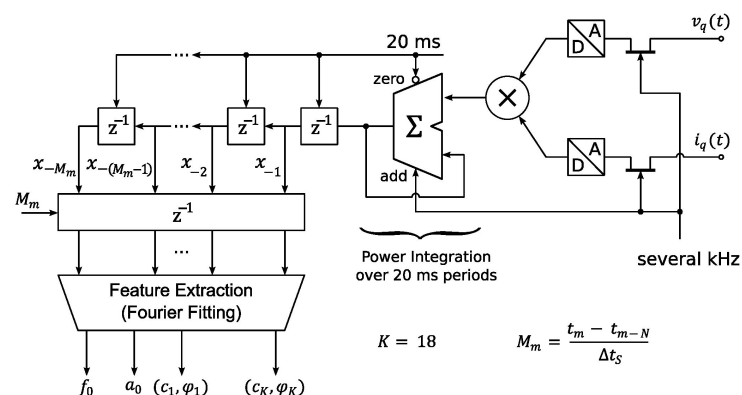 20 ms
v_q(t)
zero
A
D
z⁻¹
...
z⁻¹
z⁻¹
Σ
×
x_{-M_m}
x_{-(M_m-1)}
x_{-2}
x_{-1}
add
A
D
i_q(t)
M_m
z⁻¹
...
Power Integration
over 20 ms periods
several kHz
Feature Extraction
(Fourier Fitting)
K = 18
M_m = \frac{t_m - t_{m-N}}{Δt_S}
f_0
a_0
(c_1, φ_1)
(c_K, φ_K)